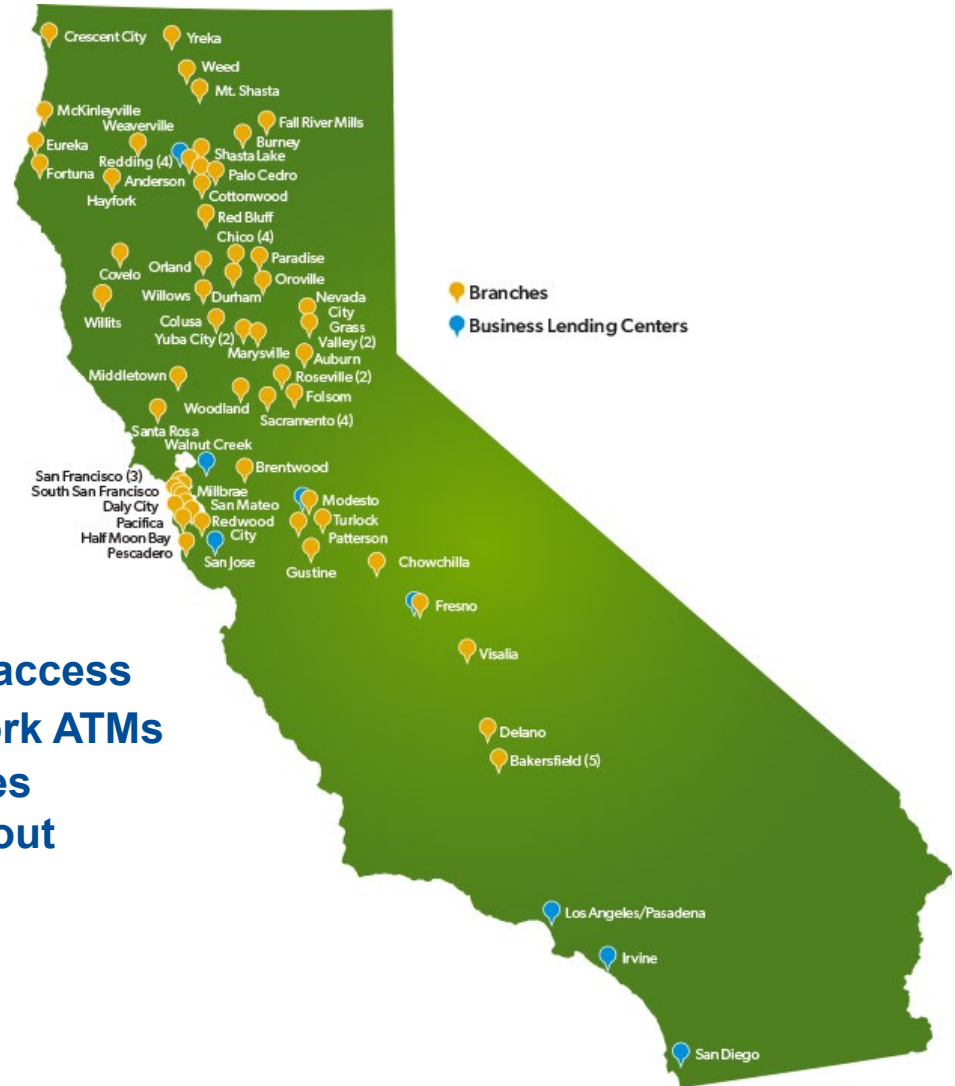 Crescent City
Yreka
Weed
Mt. Shasta
McKinleyville
Weaverville
Fall River Mills
Burney
Eureka
Redding (4)
Shasta Lake
Fortuna
Anderson
Palo Cedro
Hayfork
Cottonwood
Red Bluff
Chico (4)
Orland
Paradise
Covelo
Oroville
Willows
Durham
Nevada
City
Willits
Colusa
Grass
Valley (2)
Yuba City (2)
Marysville
Auburn
Middletown
Roseville (2)
Woodland
Folsom
Sacramento (4)
Santa Rosa
Walnut Creek
Brentwood
San Francisco (3)
South San Francisco
Millbrae
Daly City
San Mateo
Modesto
Pacifica
Redwood
City
Turlock
Half Moon Bay
Patterson
Pescadero
San Jose
Gustine
Chowchilla
Fresno
Visalia
Delano
Bakersfield (5)
Los Angeles/Pasadena
Irvine
San Diego
Branches
Business Lending Centers
access
rk ATMs
es
out